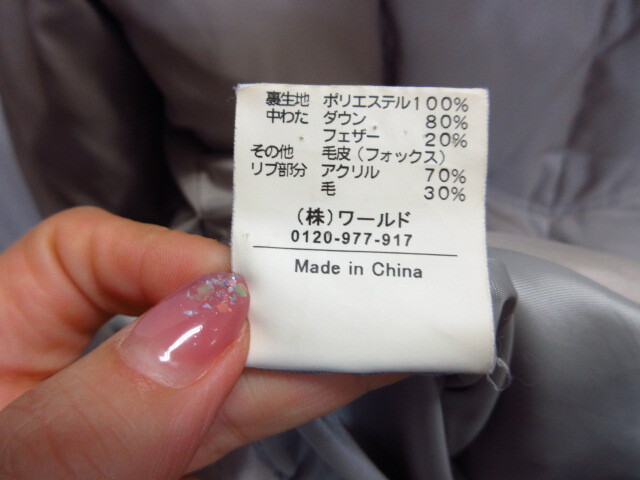 裏生地 ポリエステル100%
中わた ダウン 80%
フェザー 20%
その他 毛皮(フォックス)
リブ部分 アクリル 70%
毛 30%
(株)ワールド
0120-977-917
Made in China